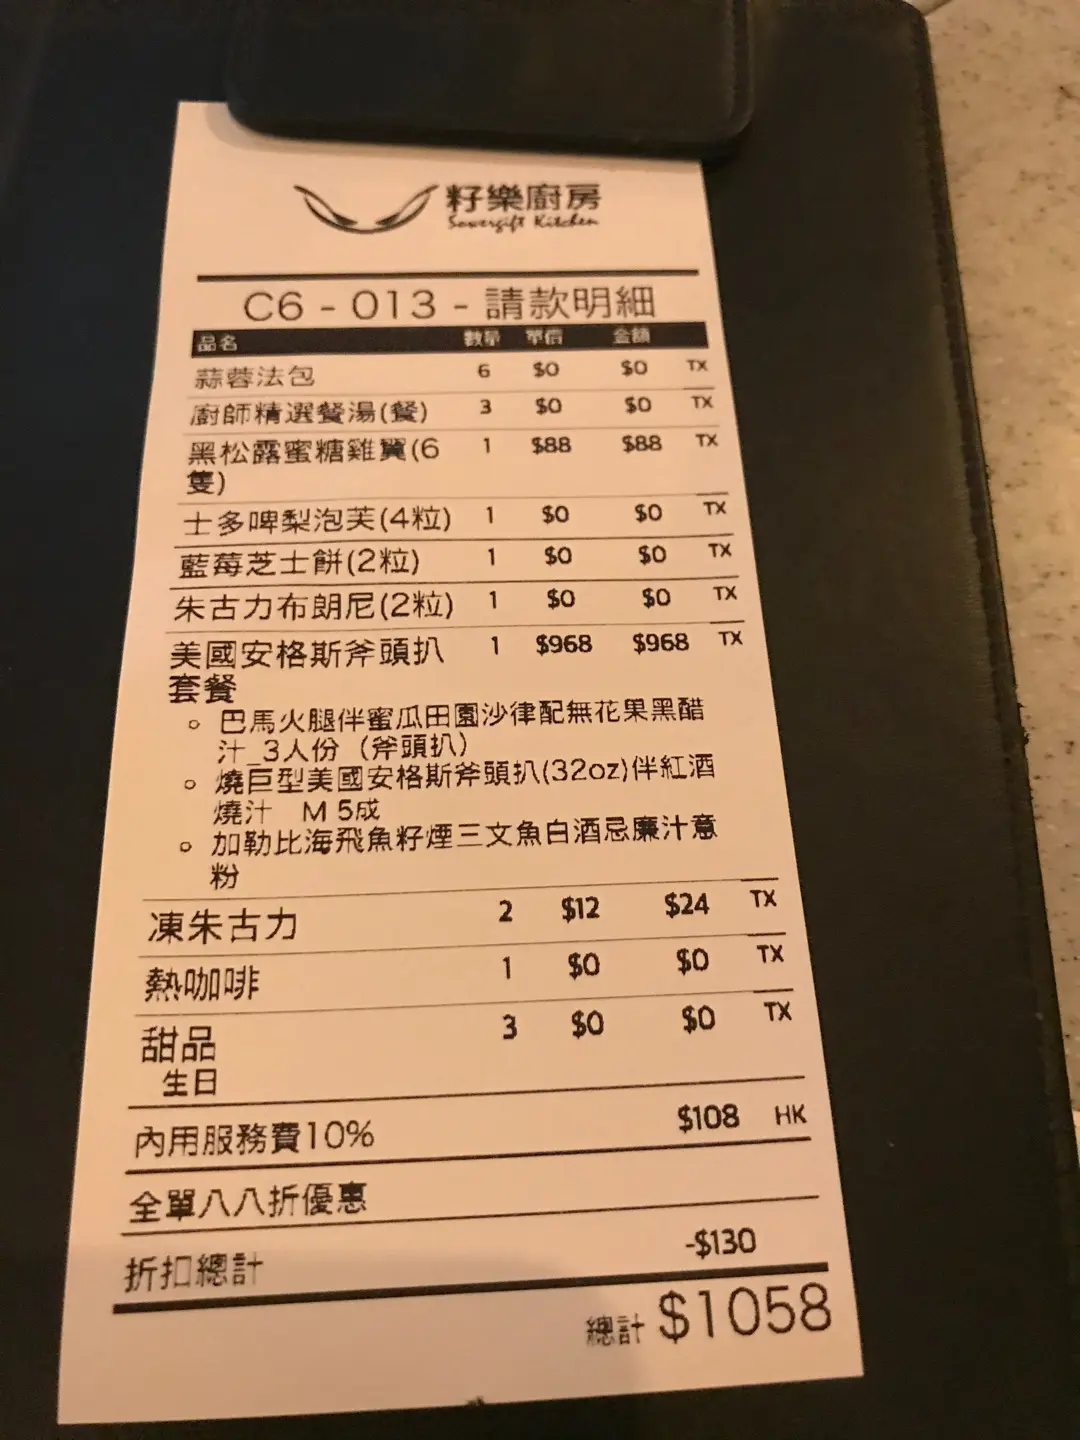 籽樂廚房
Sowergift Kitchen
C6 - 013 - 請款明細
品名 數量 單價 金額
蒜蓉法包 6 $0 $0 TX
廚師精選餐湯(餐) 3 $0 $0 TX
黑松露蜜糖雞翼(6 1 $88 $88 TX
隻)
士多啤梨泡芙(4粒) 1 $0 $0 TX
藍莓芝士餅(2粒) 1 $0 $0 TX
朱古力布朗尼(2粒) 1 $0 $0 TX
美國安格斯斧頭扒 1 $968 $968 TX
套餐
○ 巴馬火腿伴蜜瓜田園沙律配無花果黑醋
汁_3人份（斧頭扒）
○ 燒巨型美國安格斯斧頭扒(32oz)伴紅酒
燒汁 M 5成
○ 加勒比海飛魚籽煙三文魚白酒忌廉汁意
粉
凍朱古力 2 $12 $24 TX
熱咖啡 1 $0 $0 TX
甜品 3 $0 $0 TX
生日
內用服務費10% $108 HK
全單八八折優惠
折扣總計 -$130
總計 $1058